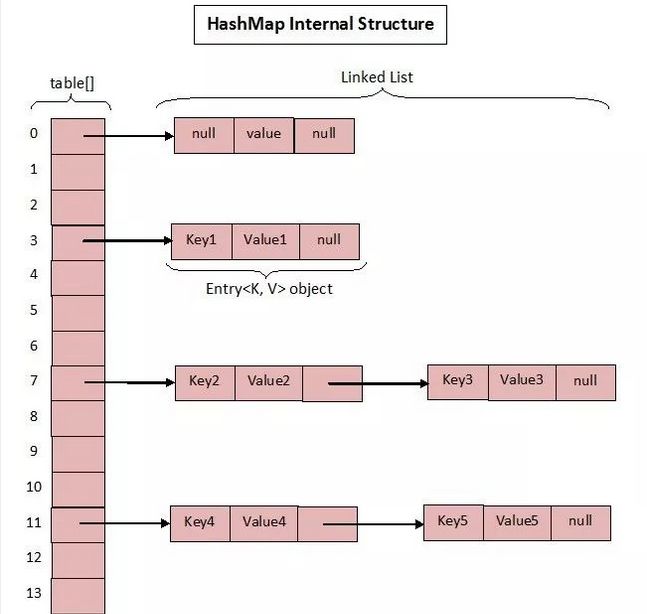 HashMap Internal Structure
table[]
Linked List
0 null value null
1
2
3 Key1 Value1 null
4
Entry<K, V> object
5
6
7 Key2 Value2 Key3 Value3 null
8
9
10
11 Key4 Value4 Key5 Value5 null
12
13